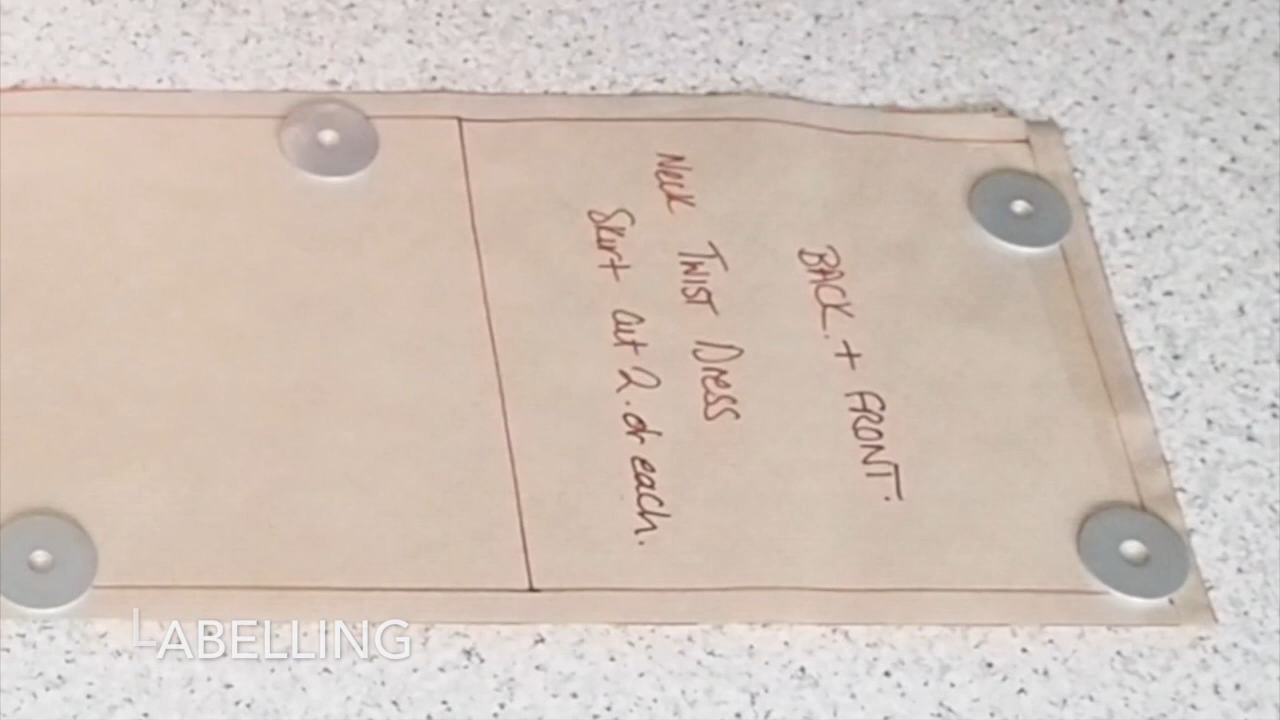 BACK. + FRONT.
NECK TWIST DRESS
Skirt cut 2. of each.
LABELLING